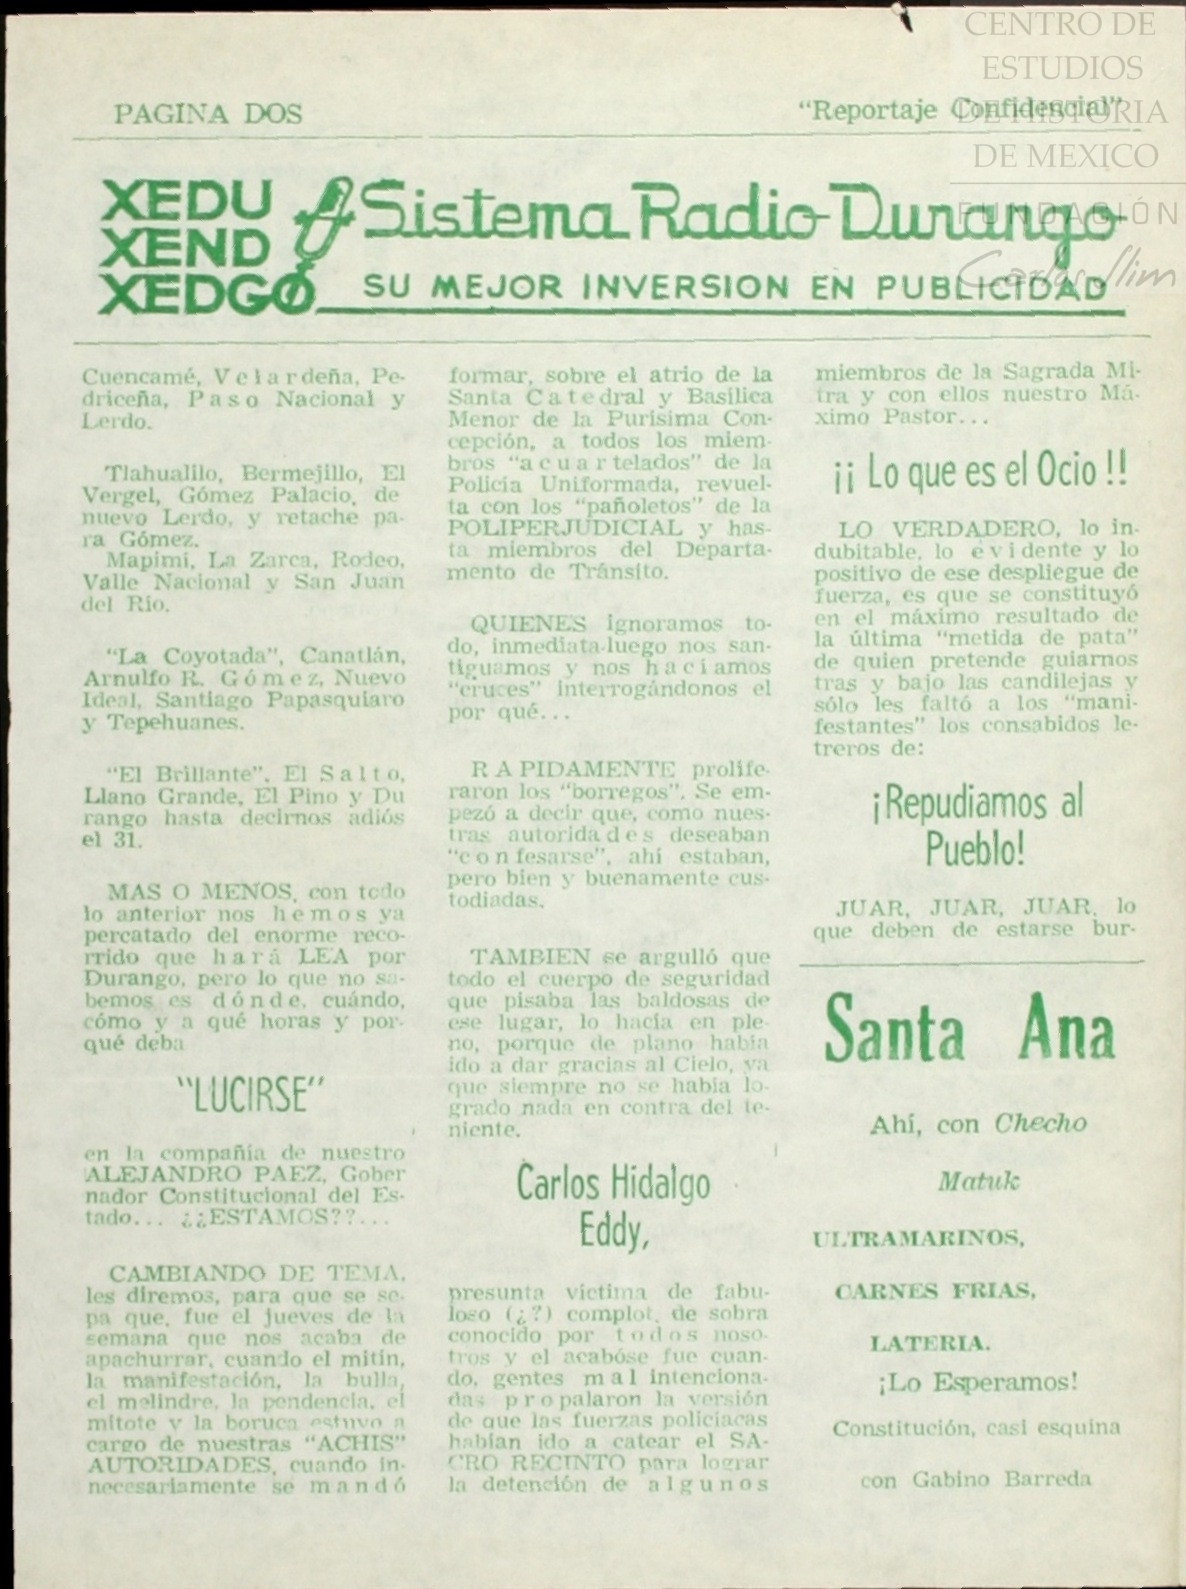 CENTRO DE
ESTUDIOS
DE HISTORIA
DE MEXICO
FUNDACIÓN
Carlos Slim
PAGINA DOS
"Reportaje Confidencial"
XEDU
XEND
XEDGO
Sistema Radio Durango
SU MEJOR INVERSION EN PUBLICIDAD
Cuencamé, Velardeña, Pe-
driceña, Paso Nacional y
Lerdo.
Tlahualilo, Bermejillo, El
Vergel, Gómez Palacio, de
nuevo Lerdo, y retache pa-
ra Gómez.
Mapimí, La Zarca, Rodeo,
Valle Nacional y San Juan
del Río.
"La Coyotada", Canatlán,
Arnulfo R. Gómez, Nuevo
Ideal, Santiago Papasquiaro
y Tepehuanes.
"El Brillante", El Salto,
Llano Grande, El Pino y Du
rango hasta decirnos adiós
el 31.
MAS O MENOS, con todo
lo anterior nos hemos ya
percatado del enorme reco-
rrido que hará LEA por
Durango, pero lo que no sa-
bemos es dónde, cuándo,
cómo y a qué horas y por-
qué deba
"LUCIRSE"
en la compañía de nuestro
ALEJANDRO PAEZ, Gober
nador Constitucional del Es-
tado... ¿¿ESTAMOS??...
CAMBIANDO DE TEMA,
les diremos, para que se se-
pa que, fue el jueves de la
semana que nos acaba de
apachurrar, cuando el mitin,
la manifestación, la bulla,
el melindre, la pendencia, el
mitote y la boruca estuvo a
cargo de nuestras "ACHIS"
AUTORIDADES, cuando in-
necesariamente se mandó
formar, sobre el atrio de la
Santa Catedral y Basílica
Menor de la Purísima Con-
cepción, a todos los miem-
bros "acuartelados" de la
Policía Uniformada, revuel-
ta con los "pañoletos" de la
POLIPERJUDICIAL y has-
ta miembros del Departa-
mento de Tránsito.
QUIENES ignoramos to-
do, inmediata-luego nos san-
tiguamos y nos hacíamos
"cruces" interrogándonos el
por qué...
RAPIDAMENTE prolife-
raron los "borregos". Se em-
pezó a decir que, como nues-
tras autoridades deseaban
"confesarse", ahí estaban,
pero bien y buenamente cus-
todiadas.
TAMBIEN se argulló que
todo el cuerpo de seguridad
que pisaba las baldosas de
ese lugar, lo hacía en ple-
no, porque de plano había
ido a dar gracias al Cielo, ya
que siempre no se había lo-
grado nada en contra del te-
niente.
Carlos Hidalgo
Eddy,
presunta víctima de fabu-
loso (¿?) complot, de sobra
conocido por todos noso-
tros y el acabóse fue cuan-
do, gentes mal intenciona-
das propalaron la versión
de que las fuerzas policíacas
habían ido a catear el SA-
CRO RECINTO para lograr
la detención de algunos
miembros de la Sagrada Mi-
tra y con ellos nuestro Má-
ximo Pastor...
¡¡ Lo que es el Ocio !!
LO VERDADERO, lo in-
dubitable, lo evidente y lo
positivo de ese despliegue de
fuerza, es que se constituyó
en el máximo resultado de
la última "metida de pata"
de quien pretende guiarnos
tras y bajo las candilejas y
sólo les faltó a los "mani-
festantes" los consabidos le-
treros de:
¡Repudiamos al
Pueblo!
JUAR, JUAR, JUAR, lo
que deben de estarse bur-
Santa Ana
Ahí, con Checho
Matuk
ULTRAMARINOS,
CARNES FRIAS,
LATERIA.
¡Lo Esperamos!
Constitución, casi esquina
con Gabino Barreda